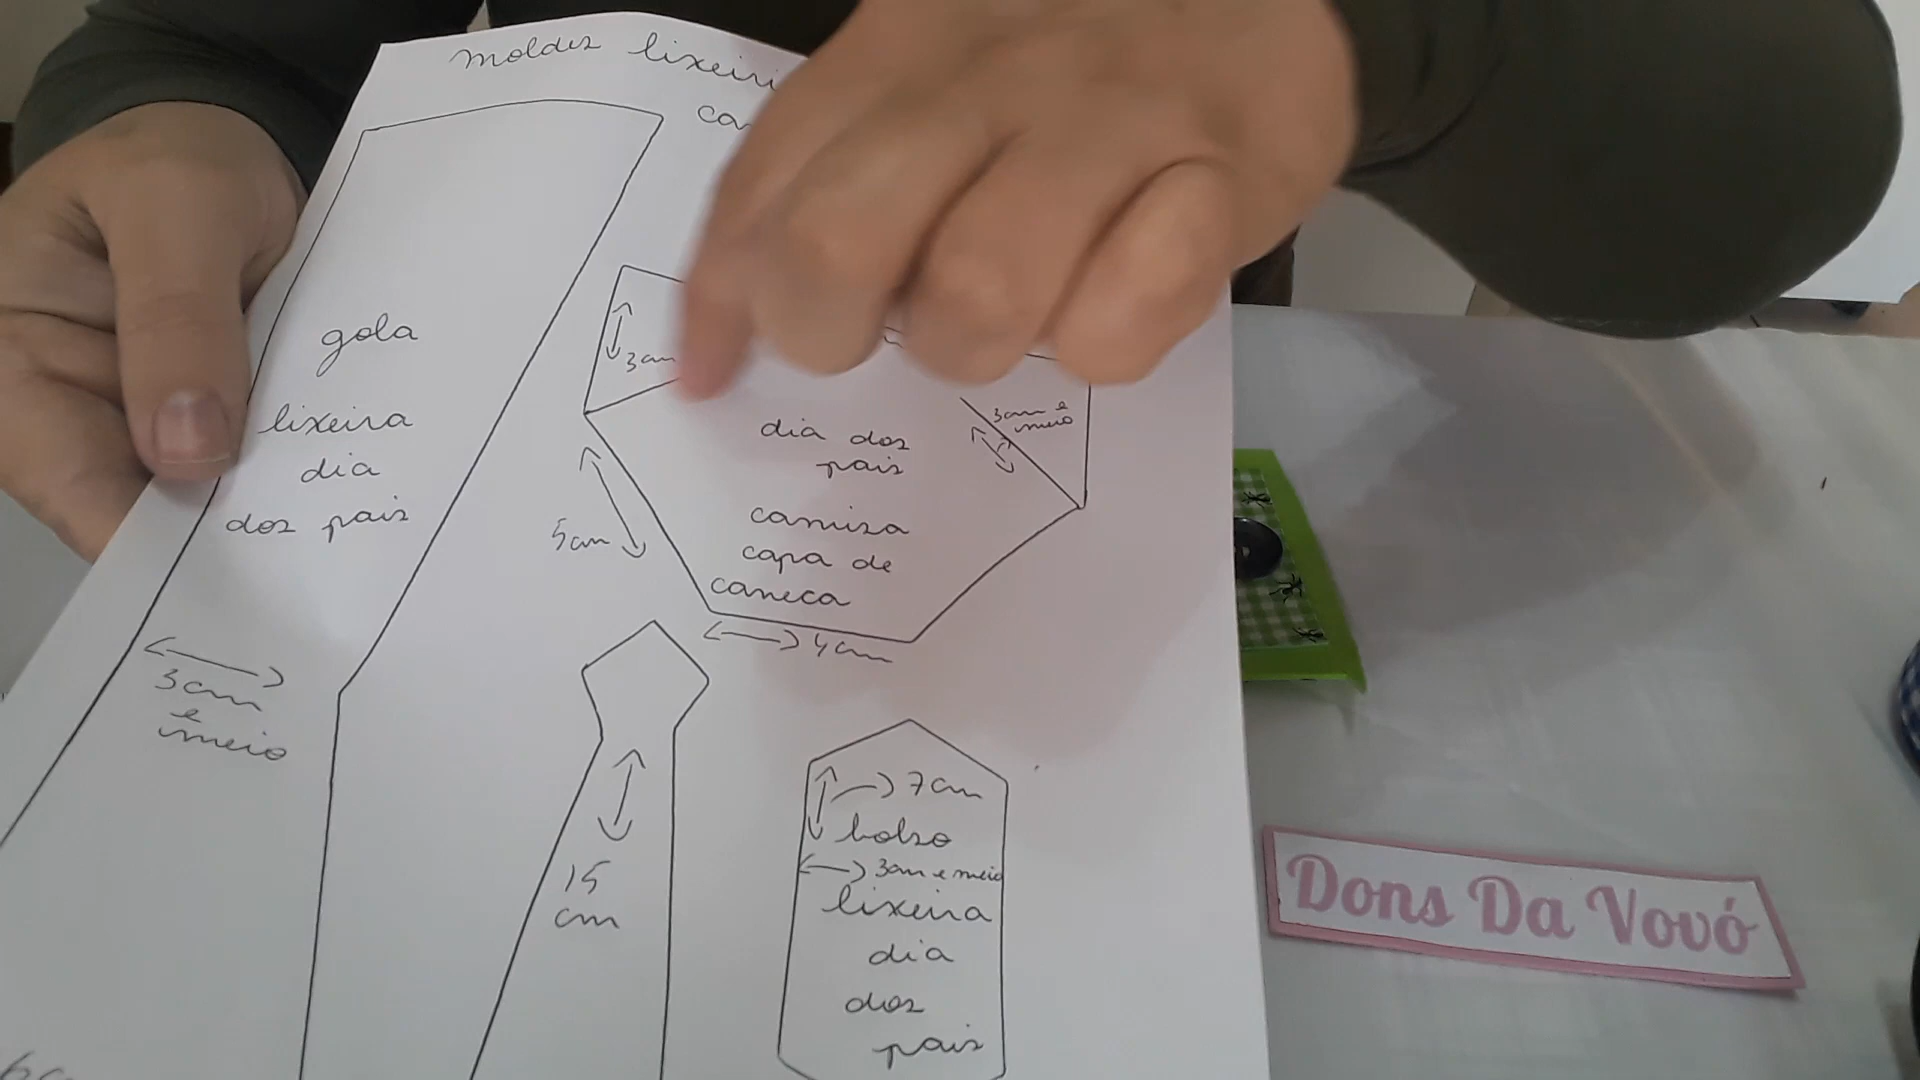 moldes
gola
lixeira
dia
dos pais
3cm
e
meio
3cm
dia dos
pais
camisa
capa de
caneca
3cm e
meio
5cm
4cm
15
cm
7cm
bolso
3cm e meio
lixeira
dia
dos
pais
Dons Da Vovó